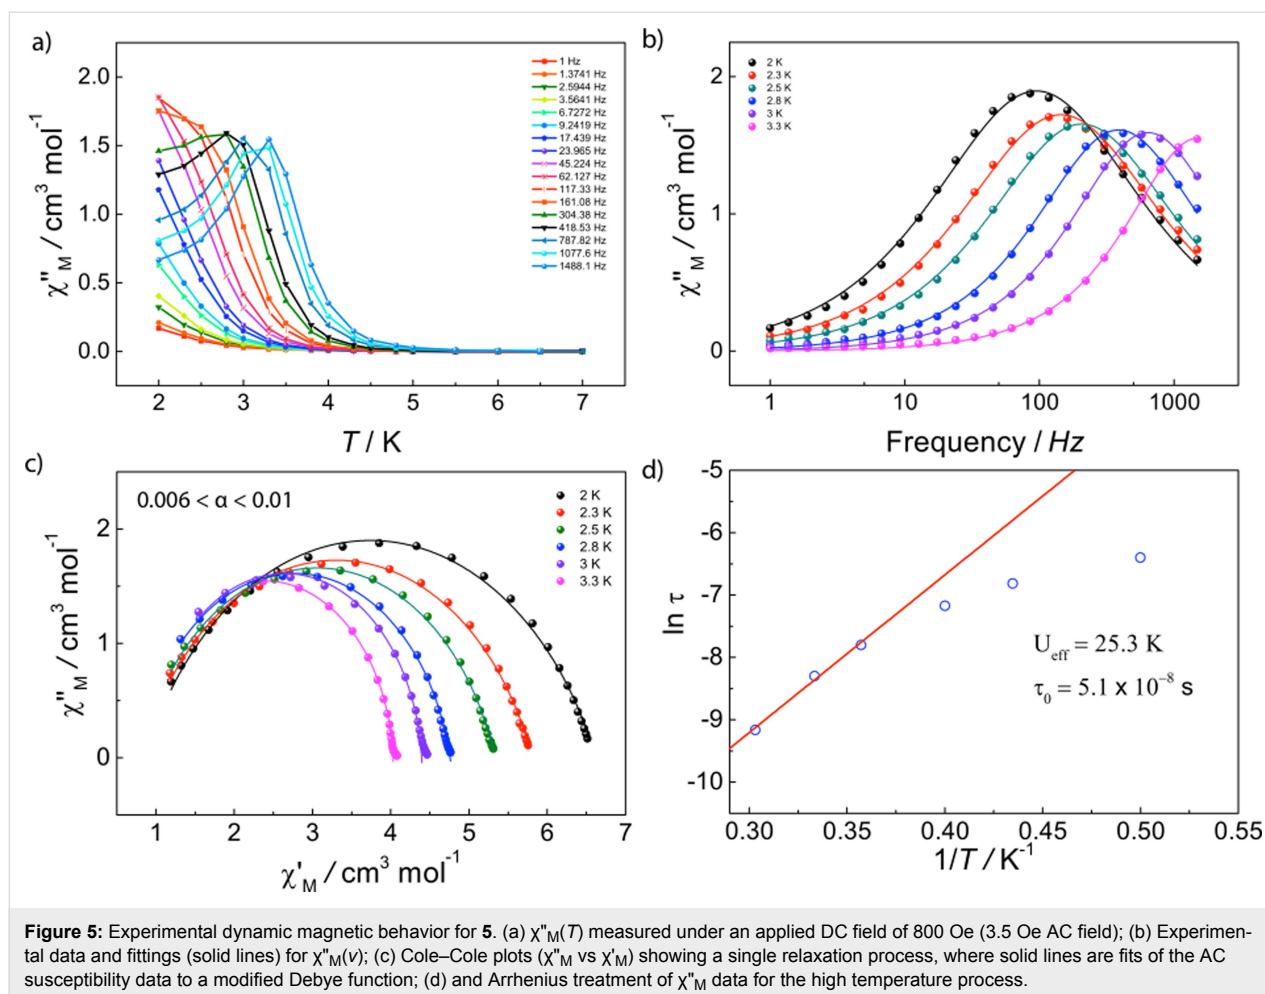 a)
2.0
1.5
1.0
0.5
0.0
χ"M / cm³ mol⁻¹
2 3 4 5 6 7
T / K
1 Hz
1.3741 Hz
2.5944 Hz
3.5641 Hz
6.7272 Hz
9.2419 Hz
17.439 Hz
23.965 Hz
45.224 Hz
62.127 Hz
117.33 Hz
161.08 Hz
304.38 Hz
418.53 Hz
787.82 Hz
1077.6 Hz
1488.1 Hz
b)
2
1
0
χ"M / cm³ mol⁻¹
1 10 100 1000
Frequency / Hz
2 K
2.3 K
2.5 K
2.8 K
3 K
3.3 K
c)
0.006 < α < 0.01
2
1
0
χ"M / cm³ mol⁻¹
1 2 3 4 5 6 7
χ'M / cm³ mol⁻¹
2 K
2.3 K
2.5 K
2.8 K
3 K
3.3 K
d)
-5
-6
-7
-8
-9
-10
ln τ
0.30 0.35 0.40 0.45 0.50 0.55
1/T / K⁻¹
Ueff = 25.3 K
τ0 = 5.1 x 10⁻⁸ s
Figure 5: Experimental dynamic magnetic behavior for 5. (a) χ"M(T) measured under an applied DC field of 800 Oe (3.5 Oe AC field); (b) Experimen-
tal data and fittings (solid lines) for χ"M(ν); (c) Cole–Cole plots (χ"M vs χ'M) showing a single relaxation process, where solid lines are fits of the AC
susceptibility data to a modified Debye function; (d) and Arrhenius treatment of χ"M data for the high temperature process.